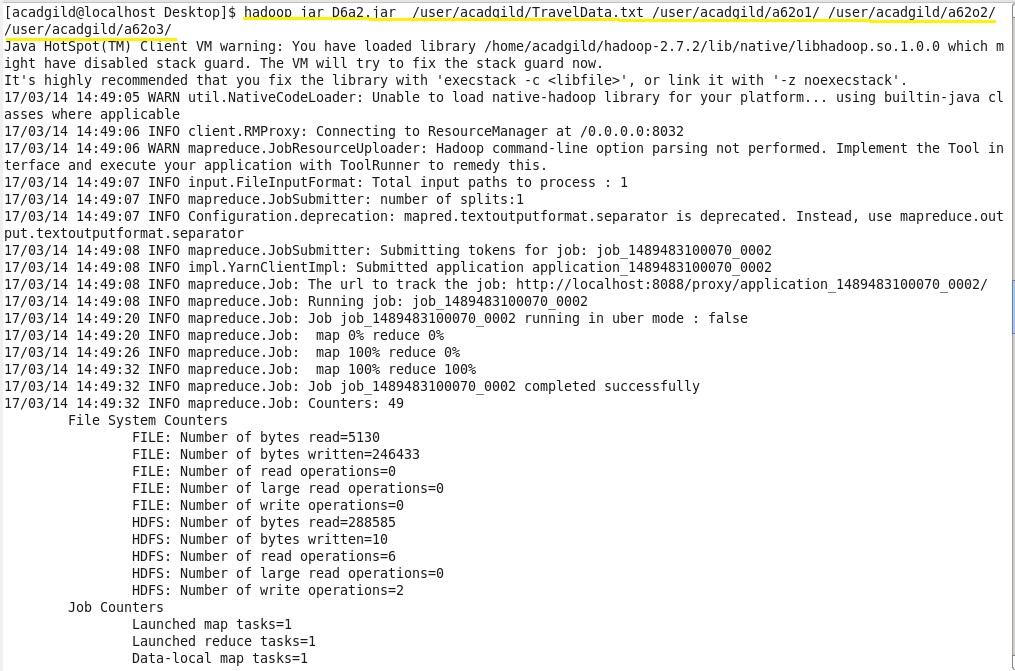 [acadgild@localhost Desktop]$ hadoop jar D6a2.jar  /user/acadgild/TravelData.txt /user/acadgild/a62o1/ /user/acadgild/a62o2/
/user/acadgild/a62o3/
Java HotSpot(TM) Client VM warning: You have loaded library /home/acadgild/hadoop-2.7.2/lib/native/libhadoop.so.1.0.0 which m
ight have disabled stack guard. The VM will try to fix the stack guard now.
It's highly recommended that you fix the library with 'execstack -c <libfile>', or link it with '-z noexecstack'.
17/03/14 14:49:05 WARN util.NativeCodeLoader: Unable to load native-hadoop library for your platform... using builtin-java cl
asses where applicable
17/03/14 14:49:06 INFO client.RMProxy: Connecting to ResourceManager at /0.0.0.0:8032
17/03/14 14:49:06 WARN mapreduce.JobResourceUploader: Hadoop command-line option parsing not performed. Implement the Tool in
terface and execute your application with ToolRunner to remedy this.
17/03/14 14:49:07 INFO input.FileInputFormat: Total input paths to process : 1
17/03/14 14:49:07 INFO mapreduce.JobSubmitter: number of splits:1
17/03/14 14:49:07 INFO Configuration.deprecation: mapred.textoutputformat.separator is deprecated. Instead, use mapreduce.out
put.textoutputformat.separator
17/03/14 14:49:08 INFO mapreduce.JobSubmitter: Submitting tokens for job: job_1489483100070_0002
17/03/14 14:49:08 INFO impl.YarnClientImpl: Submitted application application_1489483100070_0002
17/03/14 14:49:08 INFO mapreduce.Job: The url to track the job: http://localhost:8088/proxy/application_1489483100070_0002/
17/03/14 14:49:08 INFO mapreduce.Job: Running job: job_1489483100070_0002
17/03/14 14:49:20 INFO mapreduce.Job: Job job_1489483100070_0002 running in uber mode : false
17/03/14 14:49:20 INFO mapreduce.Job:  map 0% reduce 0%
17/03/14 14:49:26 INFO mapreduce.Job:  map 100% reduce 0%
17/03/14 14:49:32 INFO mapreduce.Job:  map 100% reduce 100%
17/03/14 14:49:32 INFO mapreduce.Job: Job job_1489483100070_0002 completed successfully
17/03/14 14:49:32 INFO mapreduce.Job: Counters: 49
File System Counters
FILE: Number of bytes read=5130
FILE: Number of bytes written=246433
FILE: Number of read operations=0
FILE: Number of large read operations=0
FILE: Number of write operations=0
HDFS: Number of bytes read=288585
HDFS: Number of bytes written=10
HDFS: Number of read operations=6
HDFS: Number of large read operations=0
HDFS: Number of write operations=2
Job Counters
Launched map tasks=1
Launched reduce tasks=1
Data-local map tasks=1